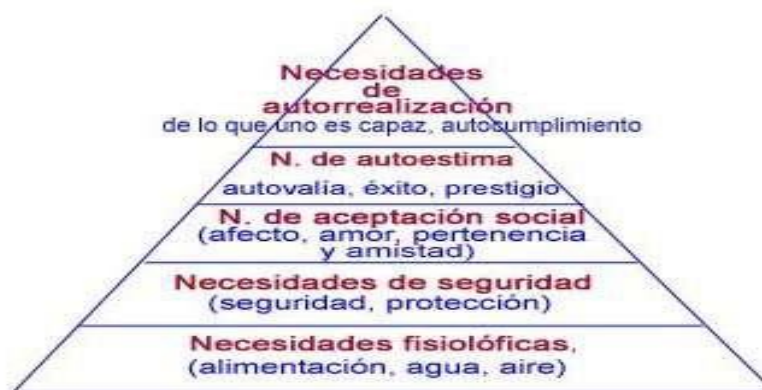 Necesidades
de
autorrealización
de lo que uno es capaz, autocumplimiento
N. de autoestima
autovalía, éxito, prestigio
N. de aceptación social
(afecto, amor, pertenencia
y amistad)
Necesidades de seguridad
(seguridad, protección)
Necesidades fisiolóficas,
(alimentación, agua, aire)